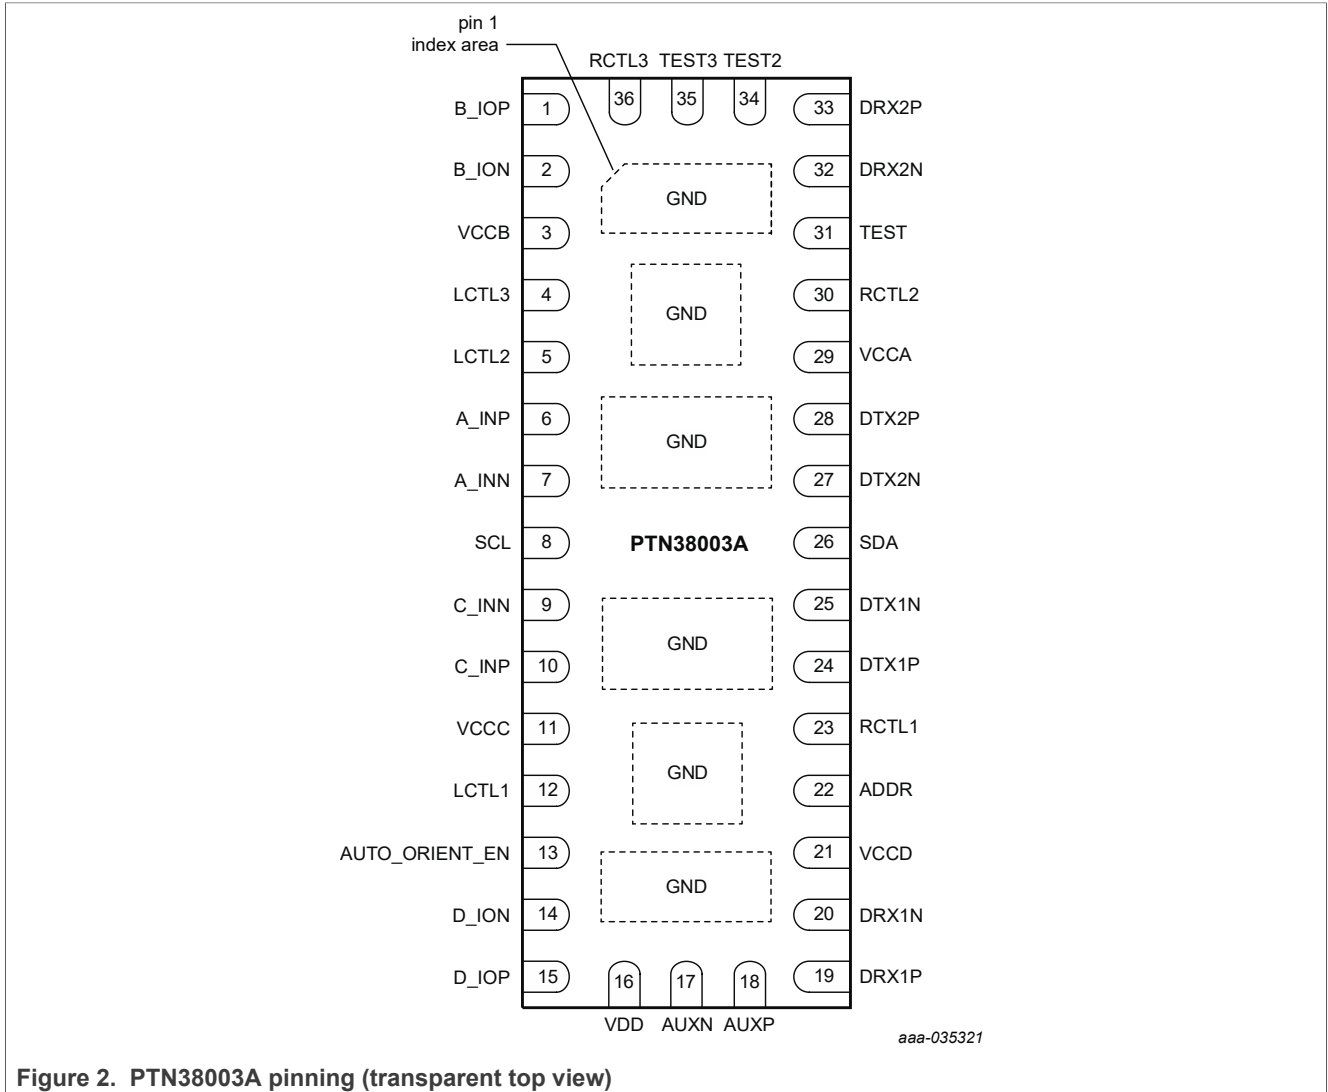 pin 1
index area
RCTL3 TEST3 TEST2
36 35 34
B_IOP 1 33 DRX2P
B_ION 2 32 DRX2N
GND
VCCB 3 31 TEST
LCTL3 4 30 RCTL2
GND
LCTL2 5 29 VCCA
A_INP 6 28 DTX2P
GND
A_INN 7 27 DTX2N
SCL 8 PTN38003A 26 SDA
C_INN 9 25 DTX1N
GND
C_INP 10 24 DTX1P
VCCC 11 23 RCTL1
GND
LCTL1 12 22 ADDR
AUTO_ORIENT_EN 13 21 VCCD
GND
D_ION 14 20 DRX1N
D_IOP 15 19 DRX1P
16 17 18
VDD AUXN AUXP
aaa-035321
Figure 2. PTN38003A pinning (transparent top view)